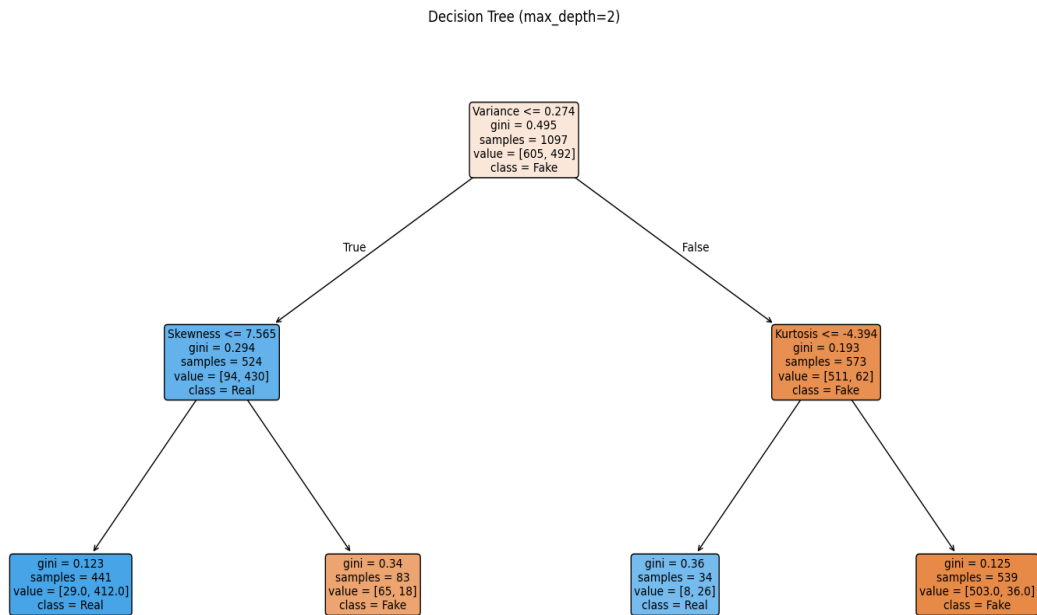 Decision Tree (max_depth=2)
Variance <= 0.274
gini = 0.495
samples = 1097
value = [605, 492]
class = Fake
True
False
Skewness <= 7.565
gini = 0.294
samples = 524
value = [94, 430]
class = Real
Kurtosis <= -4.394
gini = 0.193
samples = 573
value = [511, 62]
class = Fake
gini = 0.123
samples = 441
value = [29.0, 412.0]
class = Real
gini = 0.34
samples = 83
value = [65, 18]
class = Fake
gini = 0.36
samples = 34
value = [8, 26]
class = Real
gini = 0.125
samples = 539
value = [503.0, 36.0]
class = Fake